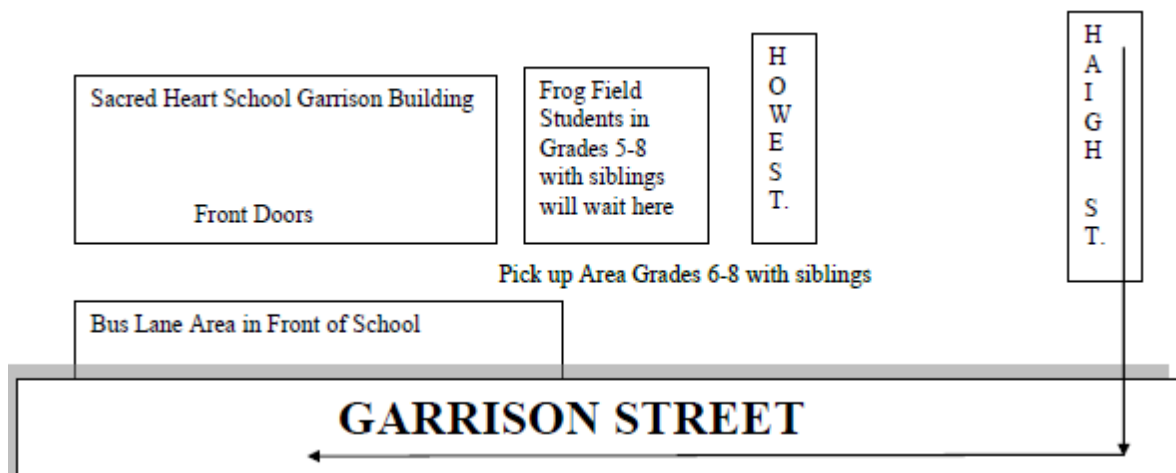 Sacred Heart School Garrison Building
Front Doors
Frog Field
Students in
Grades 5-8
with siblings
will wait here
H
O
W
E
S
T.
H
A
I
G
H
S
T.
Pick up Area Grades 6-8 with siblings
Bus Lane Area in Front of School
GARRISON STREET